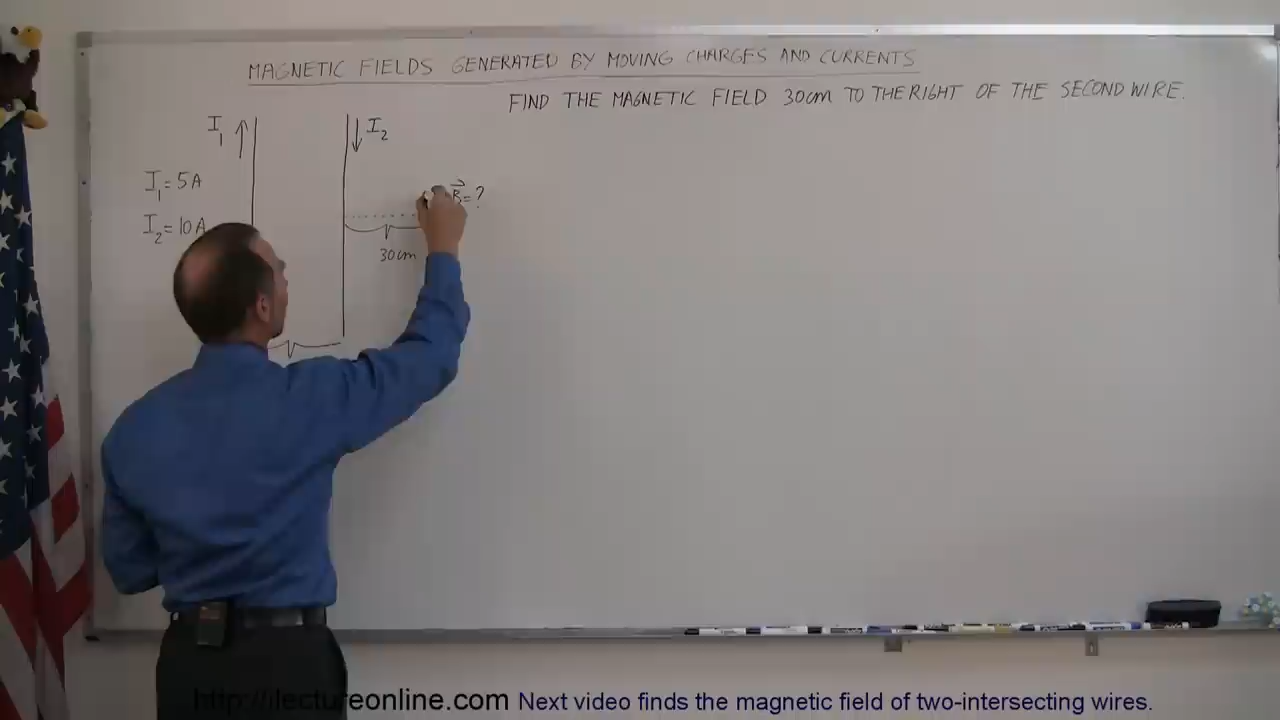 MAGNETIC FIELDS GENERATED BY MOVING CHARGES AND CURRENTS
FIND THE MAGNETIC FIELD 30cm TO THE RIGHT OF THE SECOND WIRE.
I₁ ↑ ↓ I₂
I₁ = 5A
B⃗ = ?
I₂ = 10A
30cm
http://ilectureonline.com Next video finds the magnetic field of two-intersecting wires.